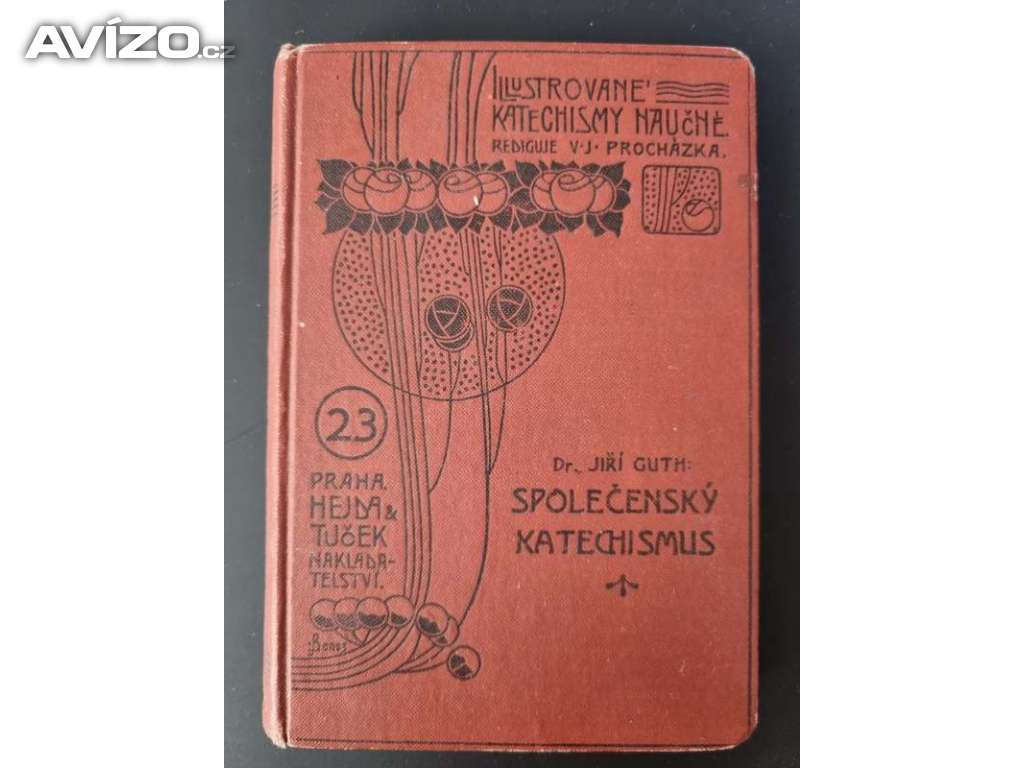 AVÍZO.cz
ILLUSTROVANÉ
KATECHISMY NAUČNÉ.
REDIGUJE V. J. PROCHÁZKA.
23
PRAHA.
HEJDA &
TUČEK
NAKLADA-
TELSTVÍ.
Dr. JIŘÍ GUTH:
SPOLEČENSKÝ
KATECHISMUS